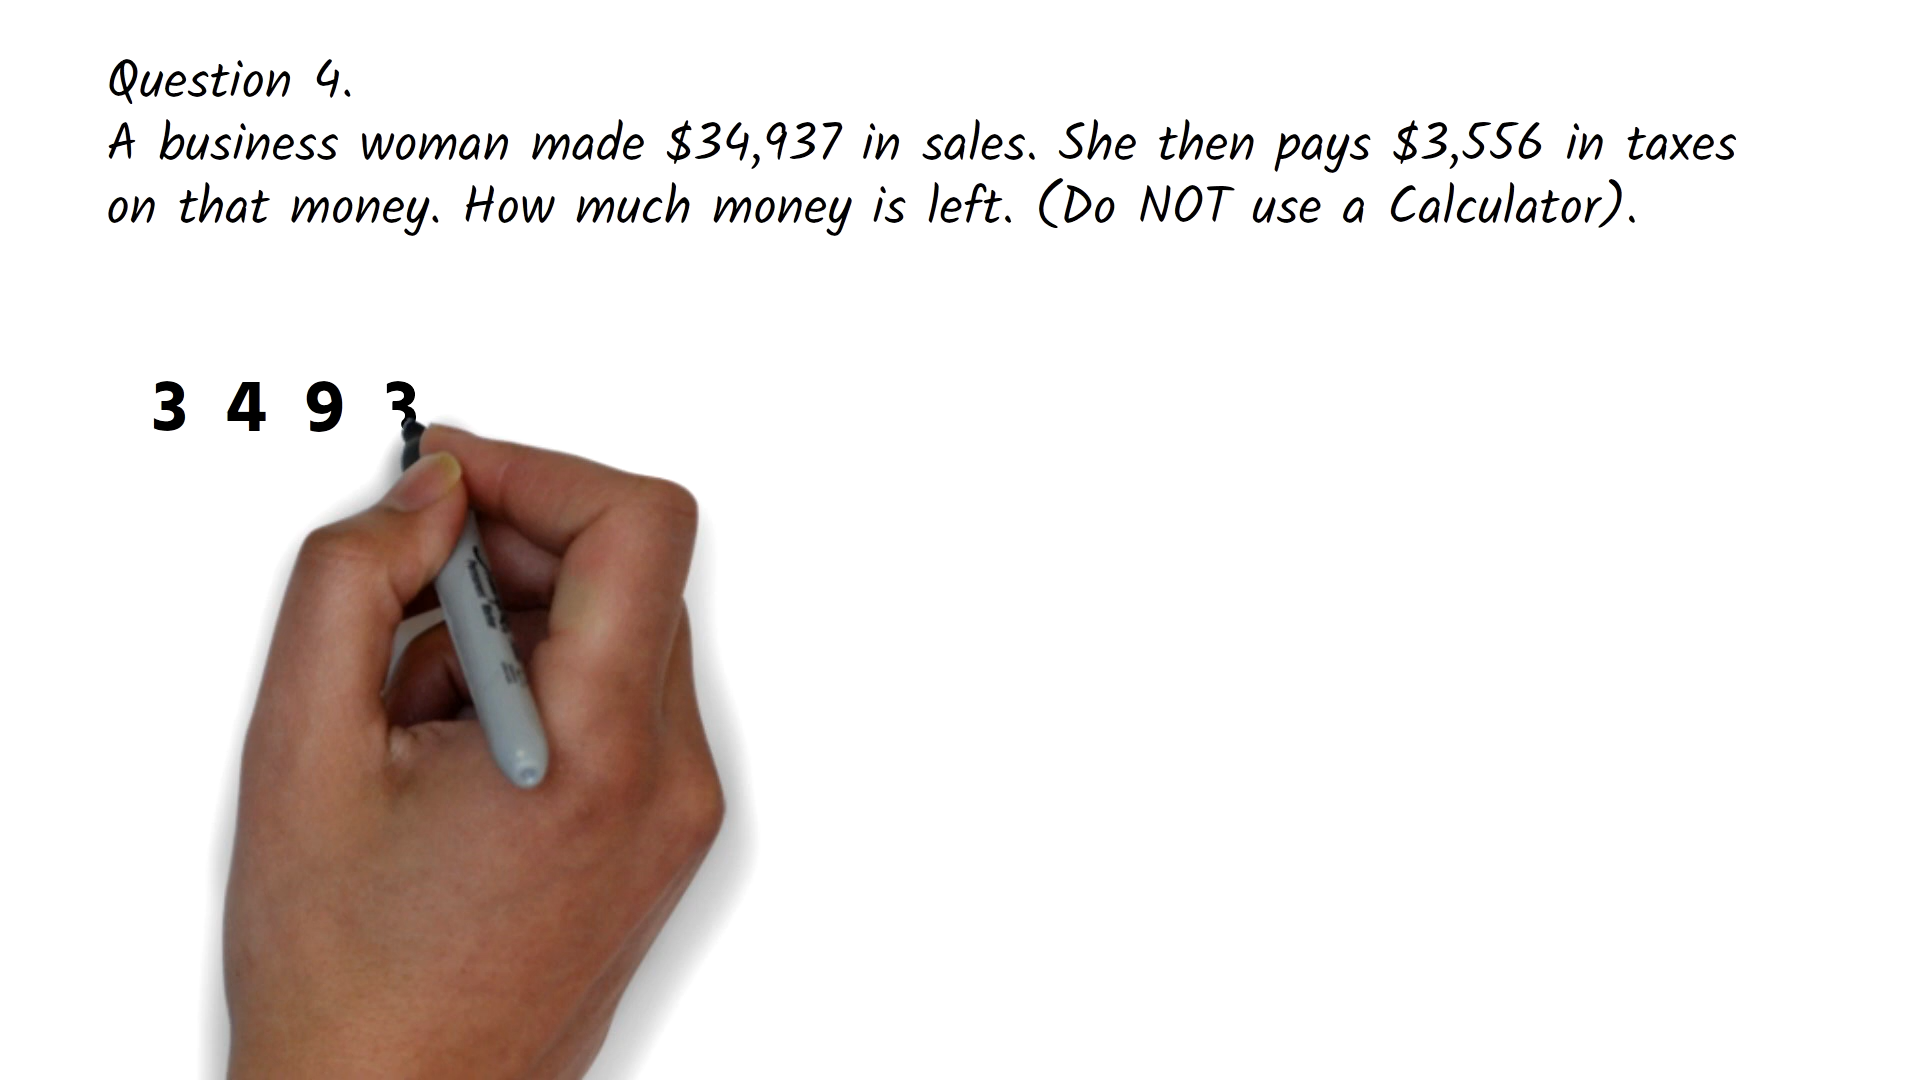 Question 4.
A business woman made $34,937 in sales. She then pays $3,556 in taxes
on that money. How much money is left. (Do NOT use a Calculator).
3 4 9 3